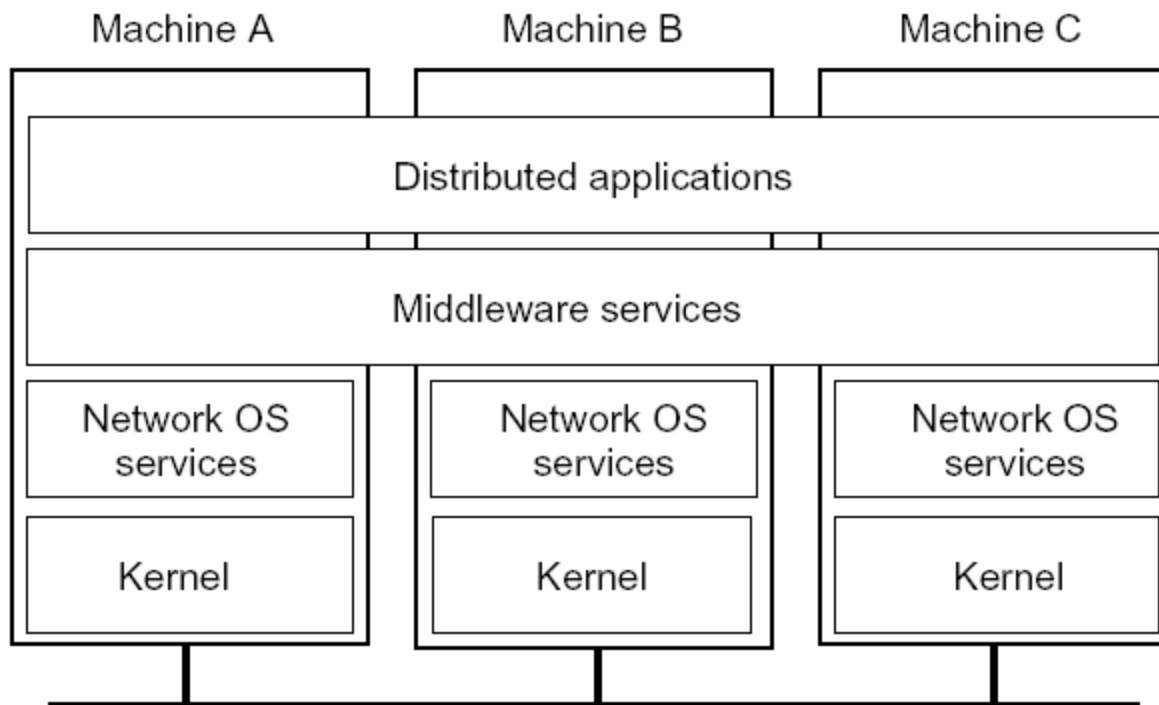 Machine A
Machine B
Machine C
Distributed applications
Middleware services
Network OS
services
Network OS
services
Network OS
services
Kernel
Kernel
Kernel